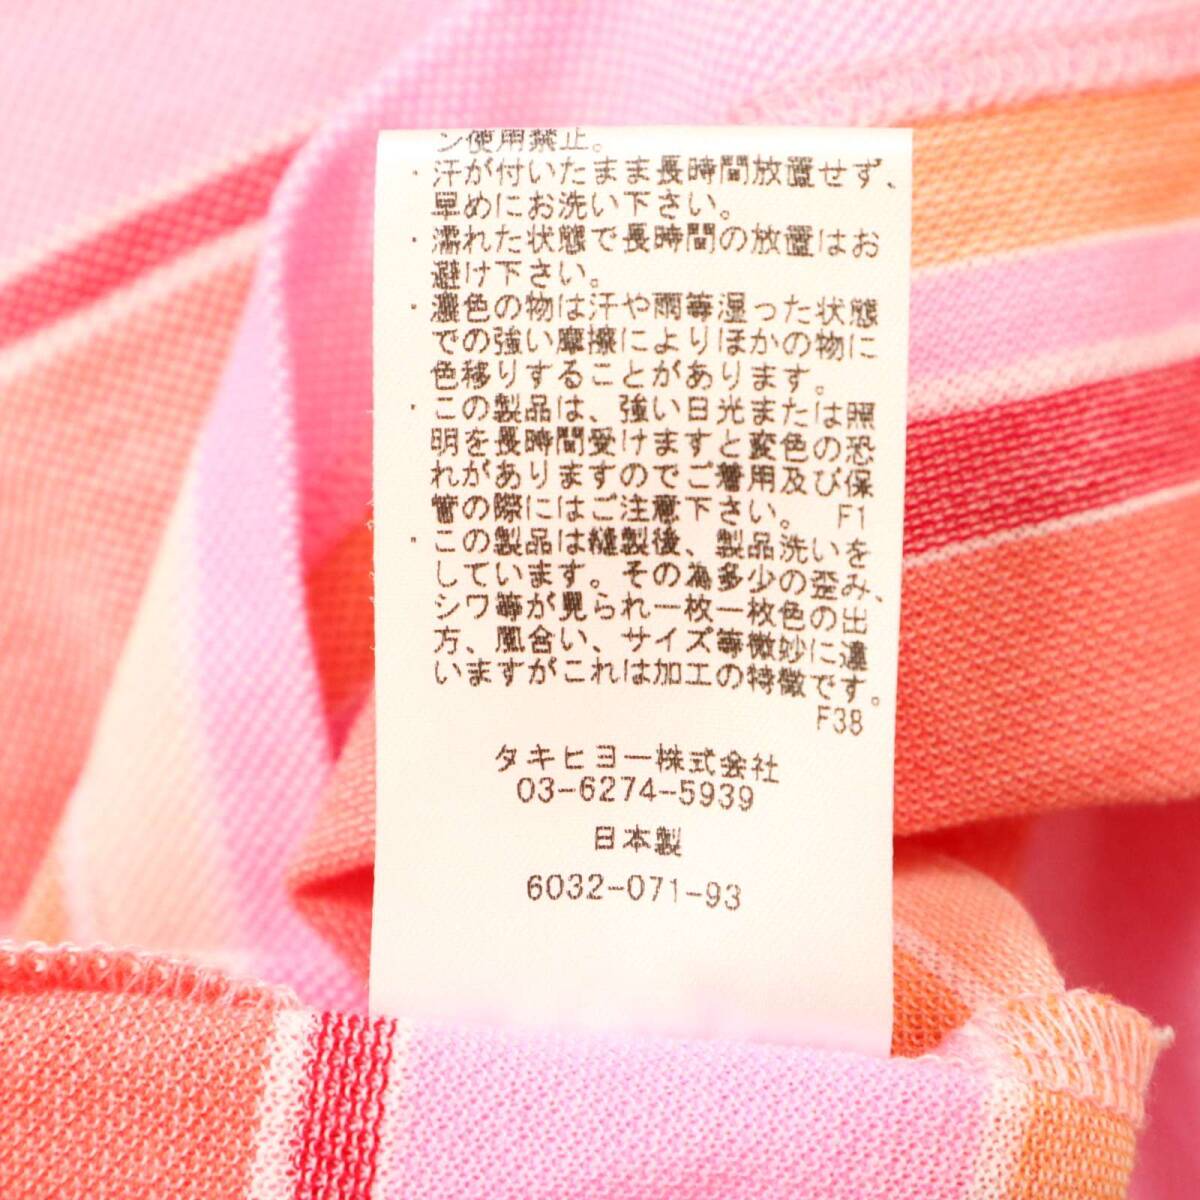 ン使用禁止。
・汗が付いたまま長時間放置せず、
早めにお洗い下さい。
・濡れた状態で長時間の放置はお
避け下さい。
・濃色の物は汗や雨等湿った状態
での強い摩擦によりほかの物に
色移りすることがあります。
・この製品は、強い日光または照
明を長時間受けますと変色の恐
れがありますのでご着用及び保
管の際にはご注意下さい。 F1
・この製品は縫製後、製品洗いを
しています。その為多少の歪み、
シワ等が見られ一枚一枚色の出
方、風合い、サイズ等微妙に違
いますがこれは加工の特徴です。
F38
タキヒヨー株式会社
03-6274-5939
日本製
6032-071-93